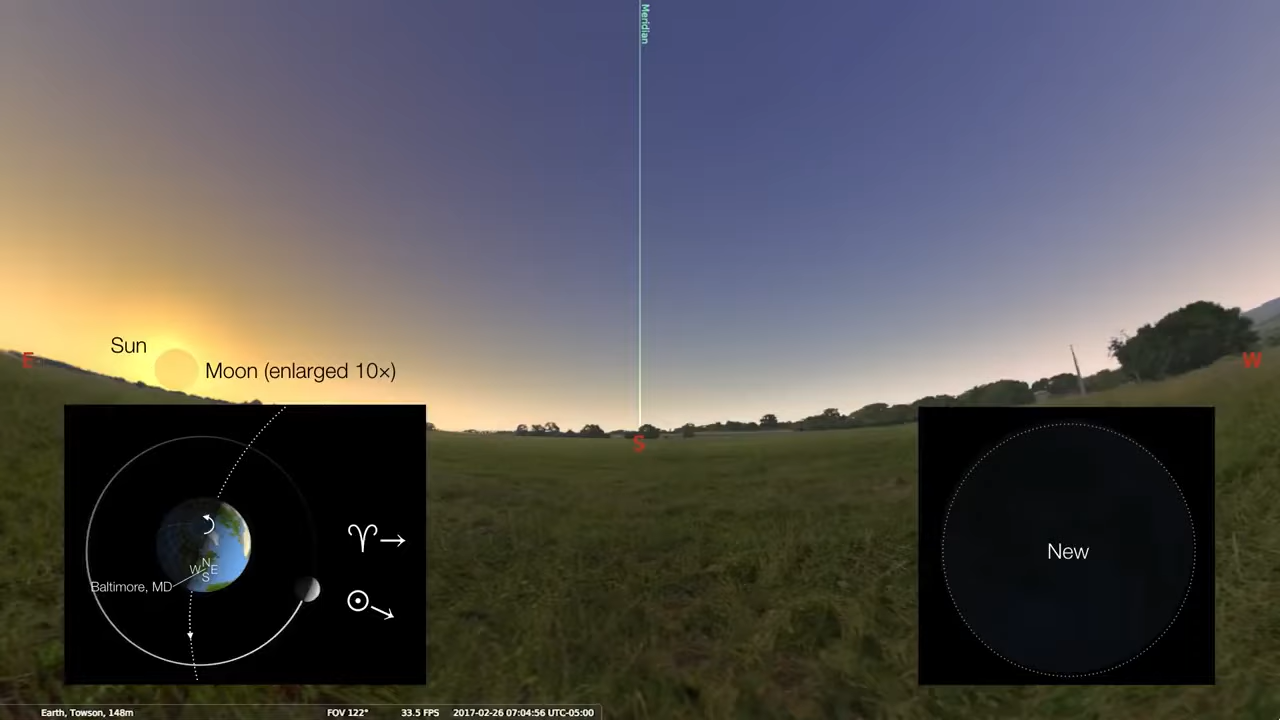 Meridian
Sun
Moon (enlarged 10×)
E
W
S
♈→
Baltimore, MD
N
W E
S
☉→
New
Earth, Towson, 148m
FOV 122°
33.5 FPS
2017-02-26 07:04:56 UTC-05:00